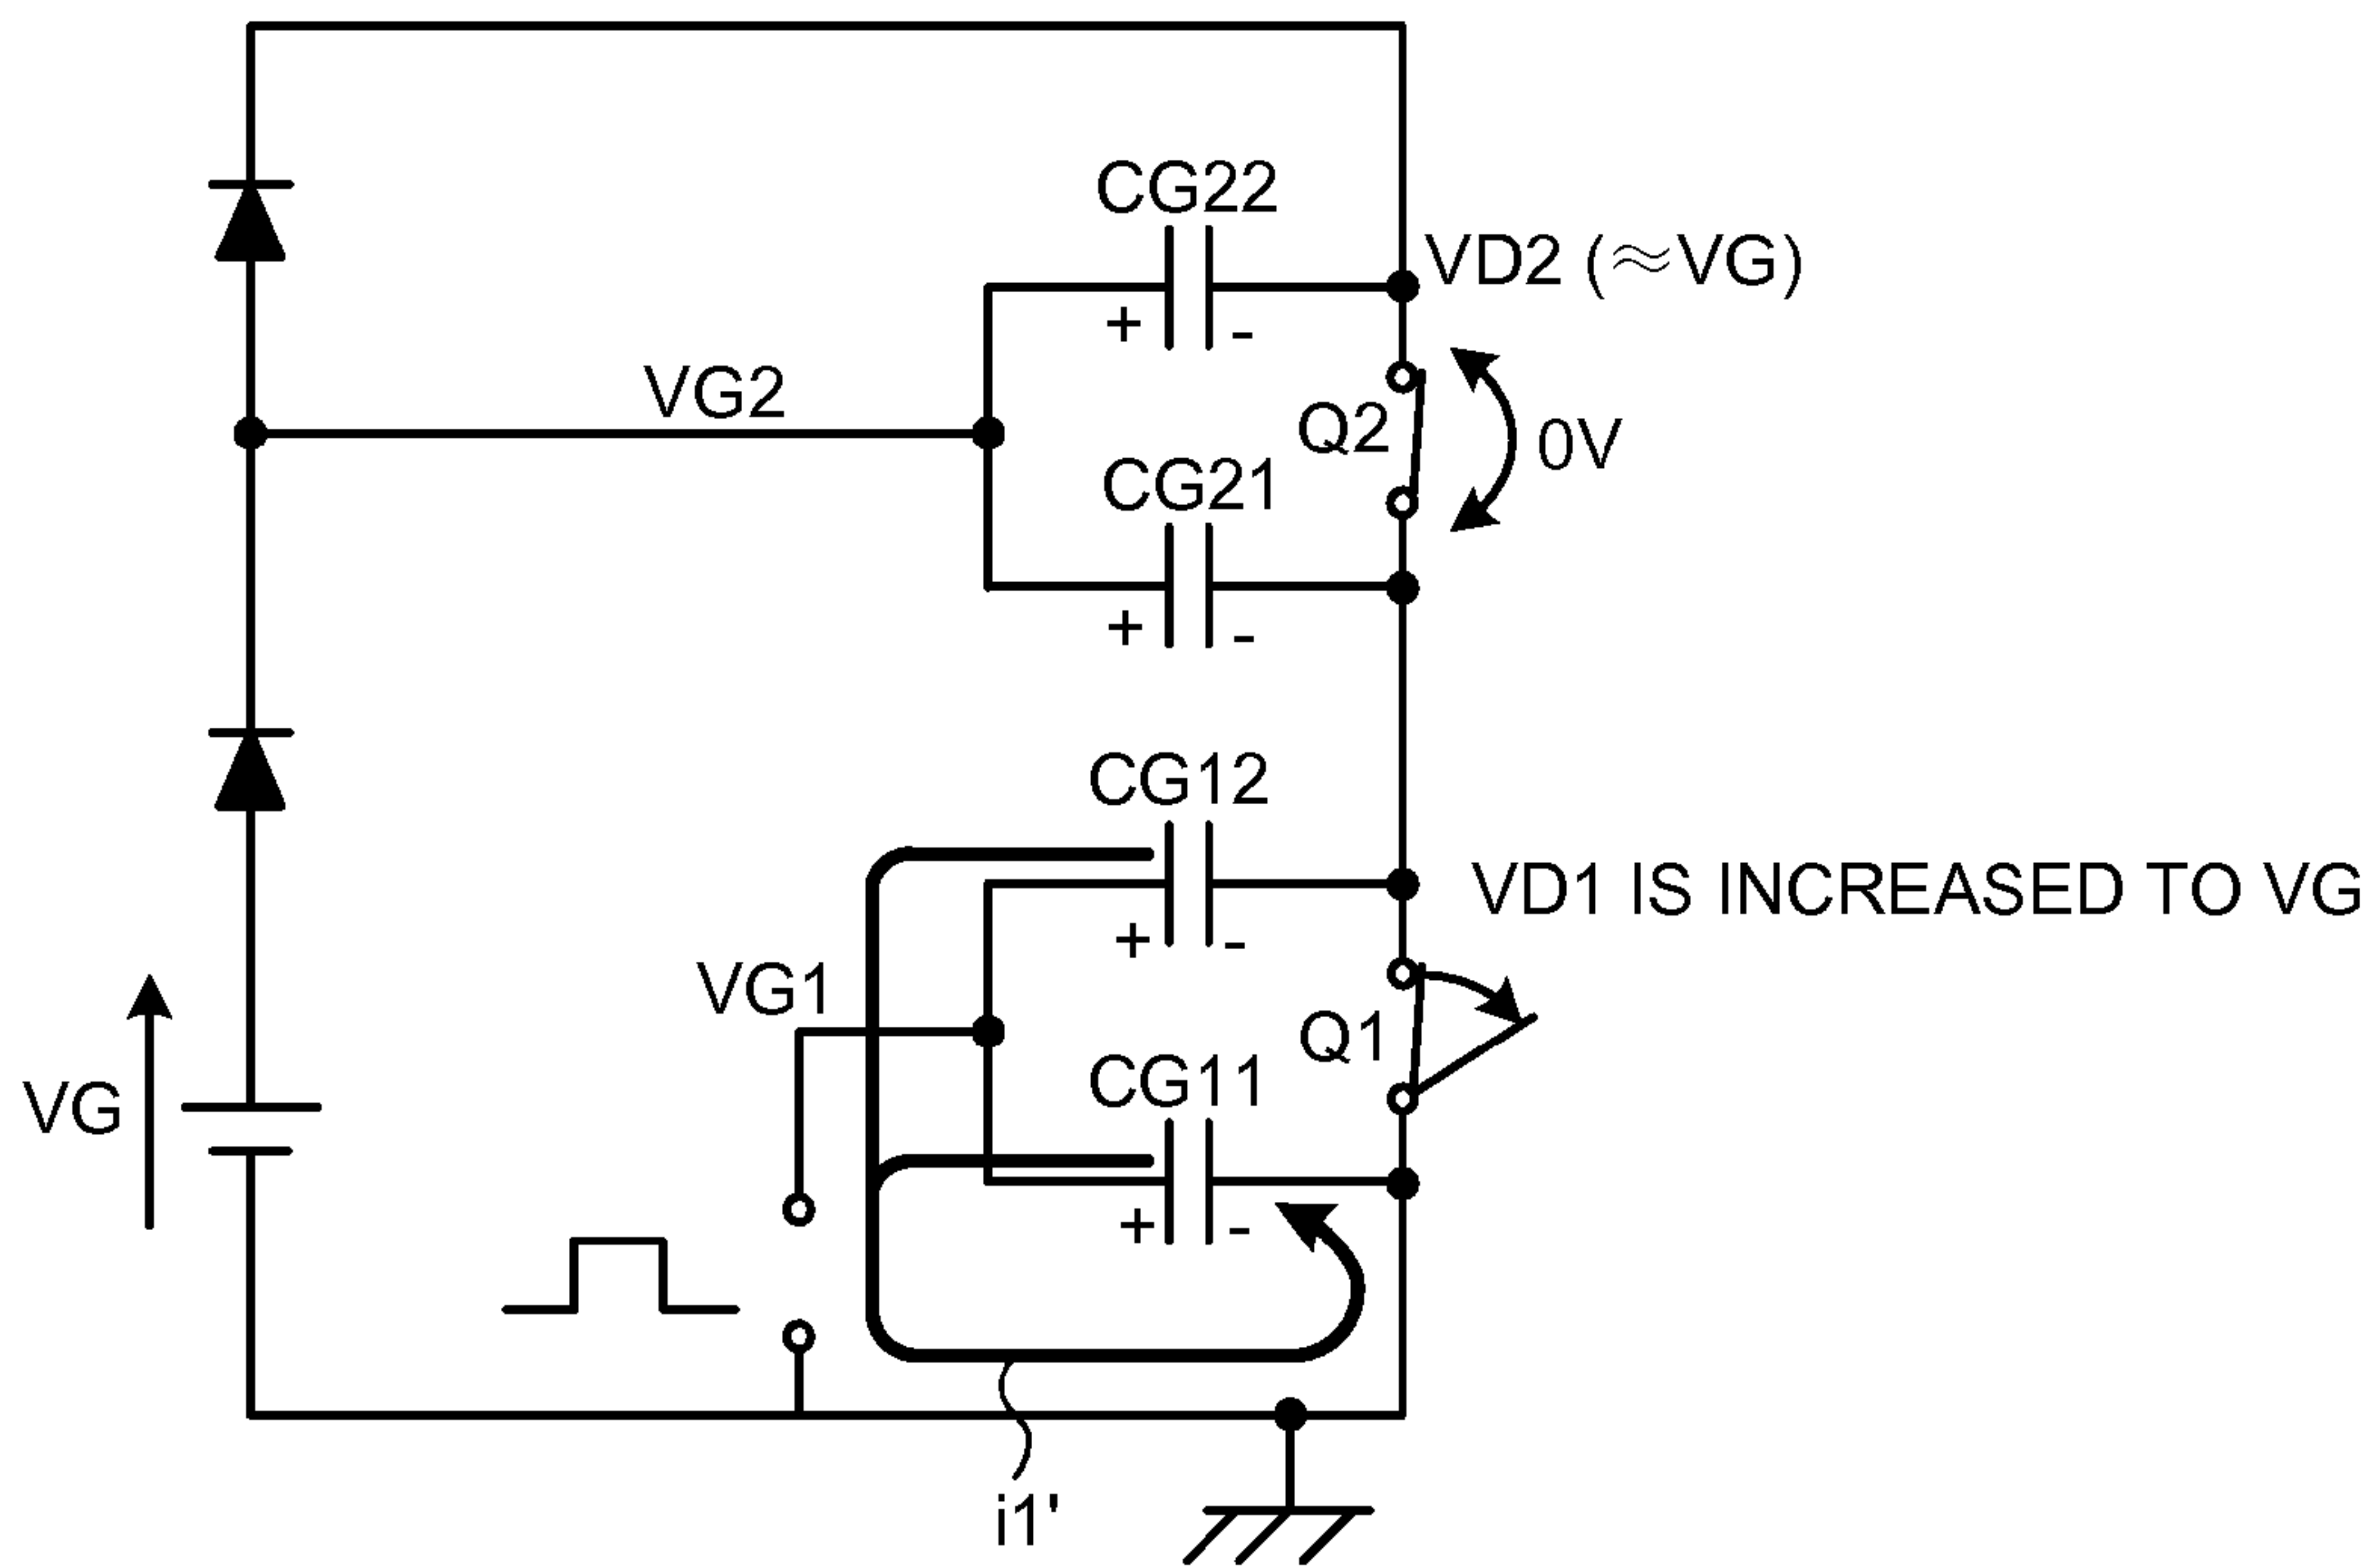 CG22
VD2 (≈VG)
+ -
VG2
Q2
0V
CG21
+ -
CG12
VD1 IS INCREASED TO VG
+ -
VG1
Q1
VG
CG11
+ -
i1'